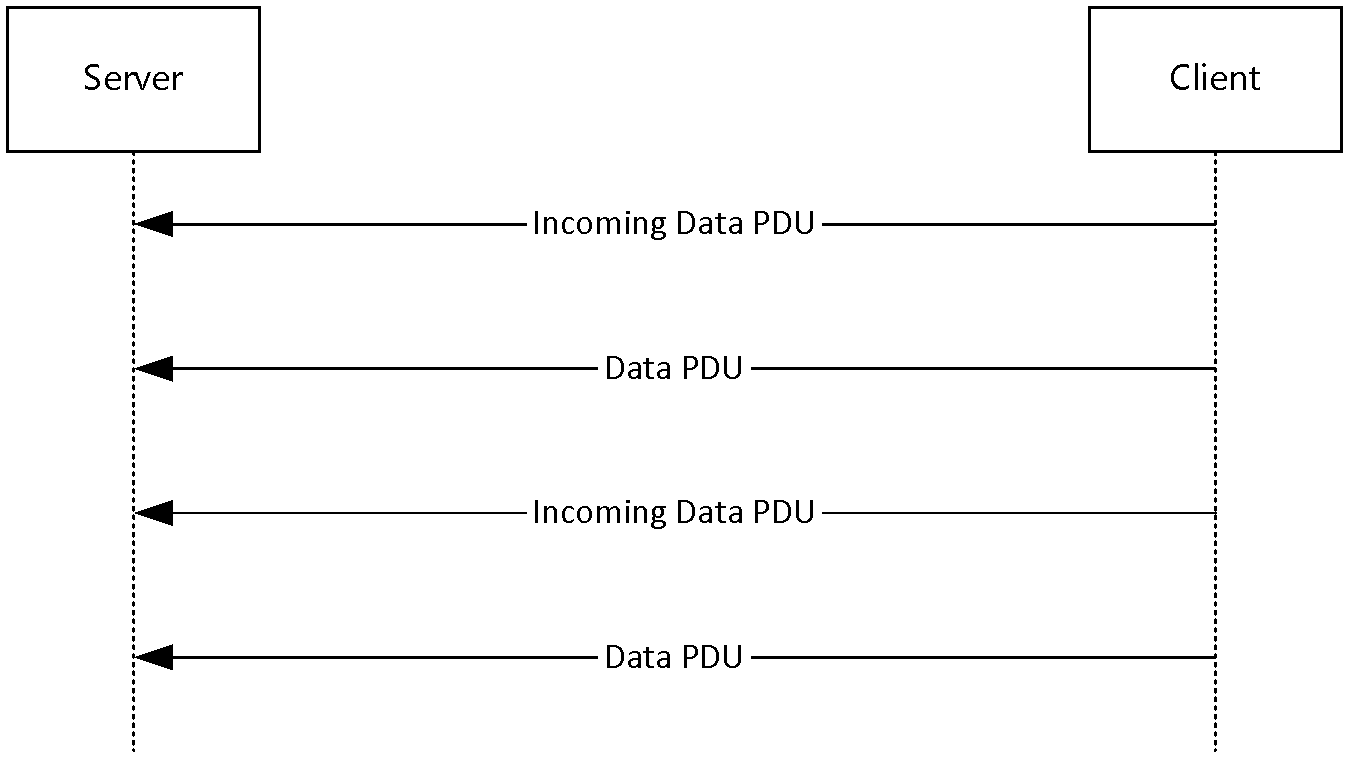 Server
Client
Incoming Data PDU
Data PDU
Incoming Data PDU
Data PDU